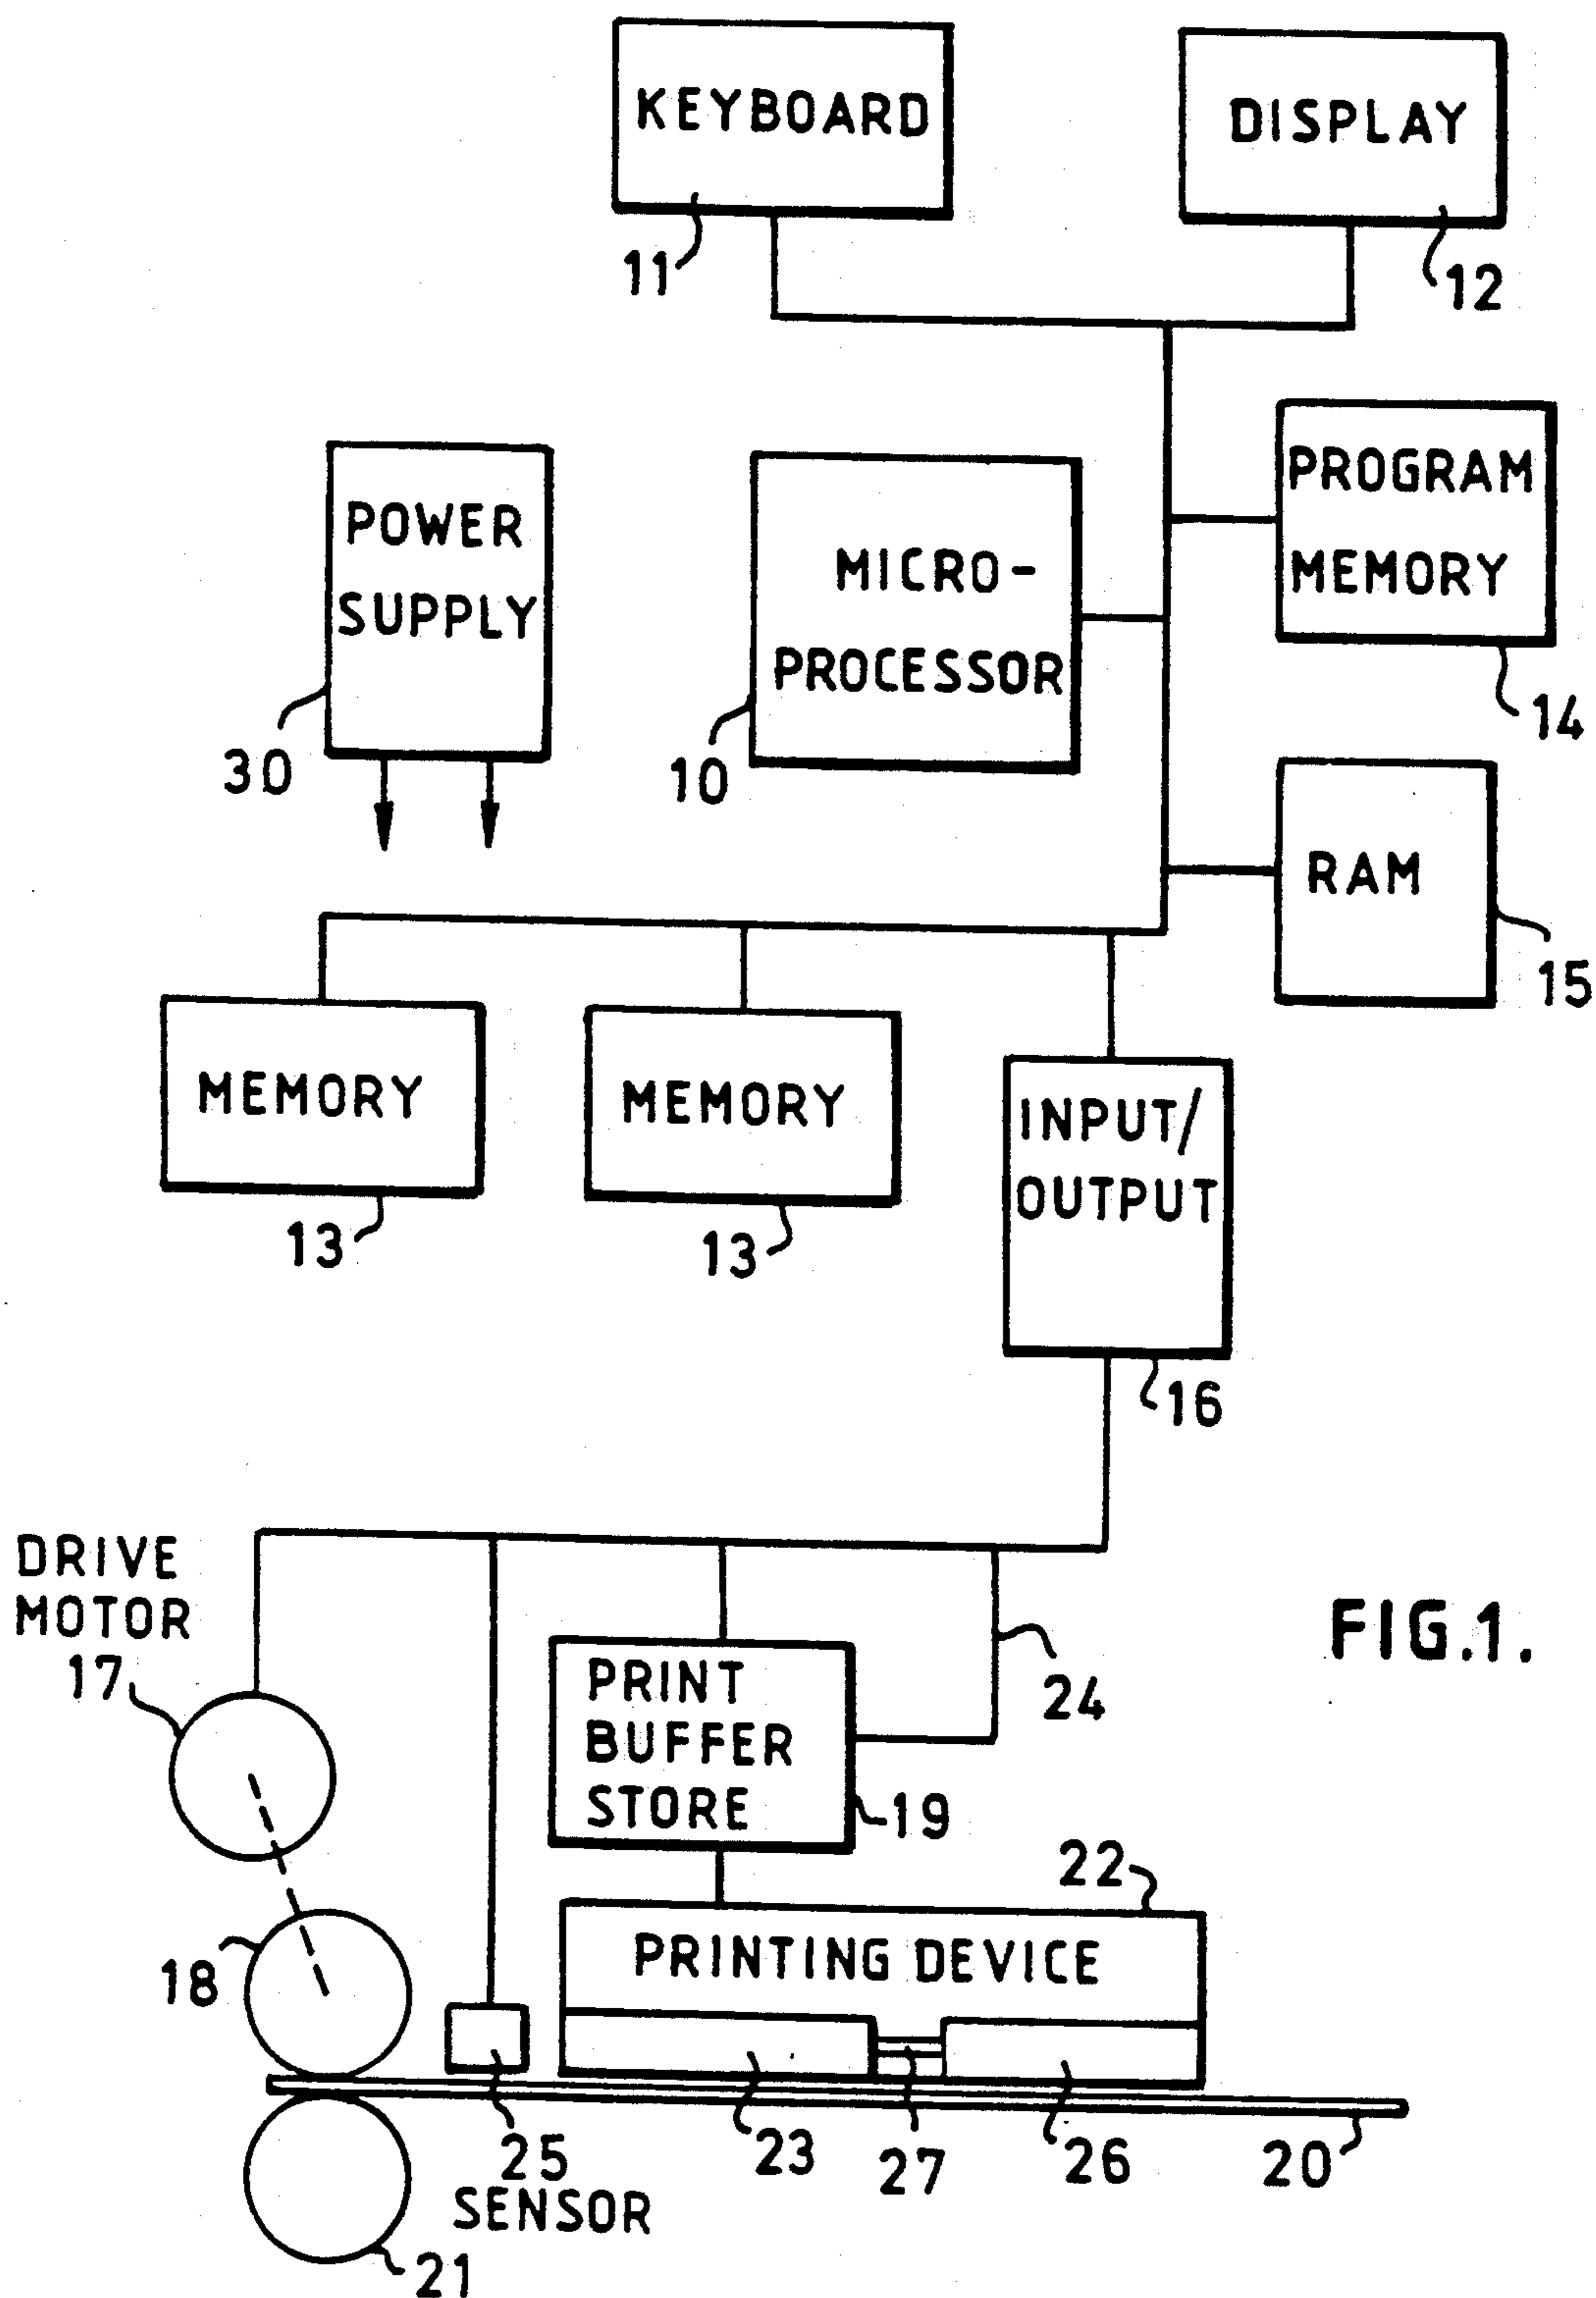 KEYBOARD
DISPLAY
11
12
POWER
SUPPLY
30
MICRO-
PROCESSOR
10
PROGRAM
MEMORY
14
RAM
15
MEMORY
13
MEMORY
13
INPUT/
OUTPUT
16
DRIVE
MOTOR
17
FIG.1.
PRINT
BUFFER
STORE
24
19
22
18
PRINTING DEVICE
25
SENSOR
23
27
26
20
21